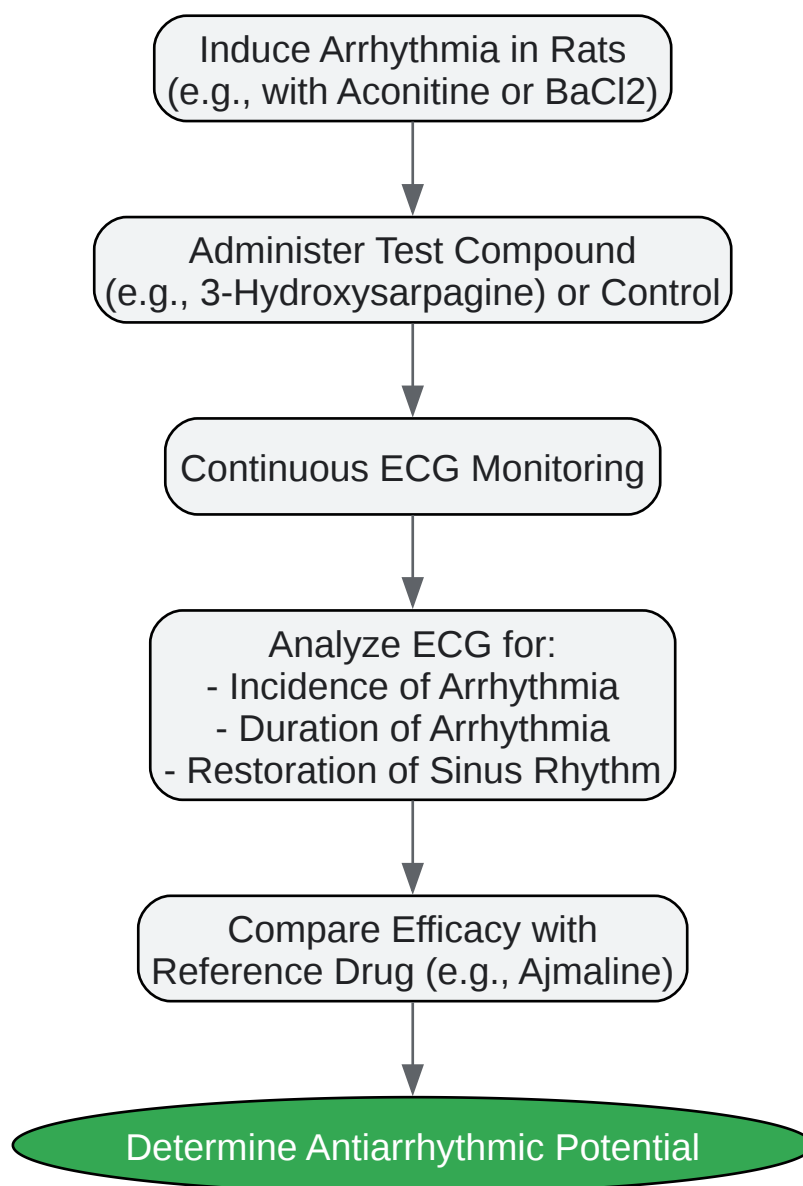 Induce Arrhythmia in Rats
(e.g., with Aconitine or BaCl2)
Administer Test Compound
(e.g., 3-Hydroxysarpagine) or Control
Continuous ECG Monitoring
Analyze ECG for:
- Incidence of Arrhythmia
- Duration of Arrhythmia
- Restoration of Sinus Rhythm
Compare Efficacy with
Reference Drug (e.g., Ajmaline)
Determine Antiarrhythmic Potential